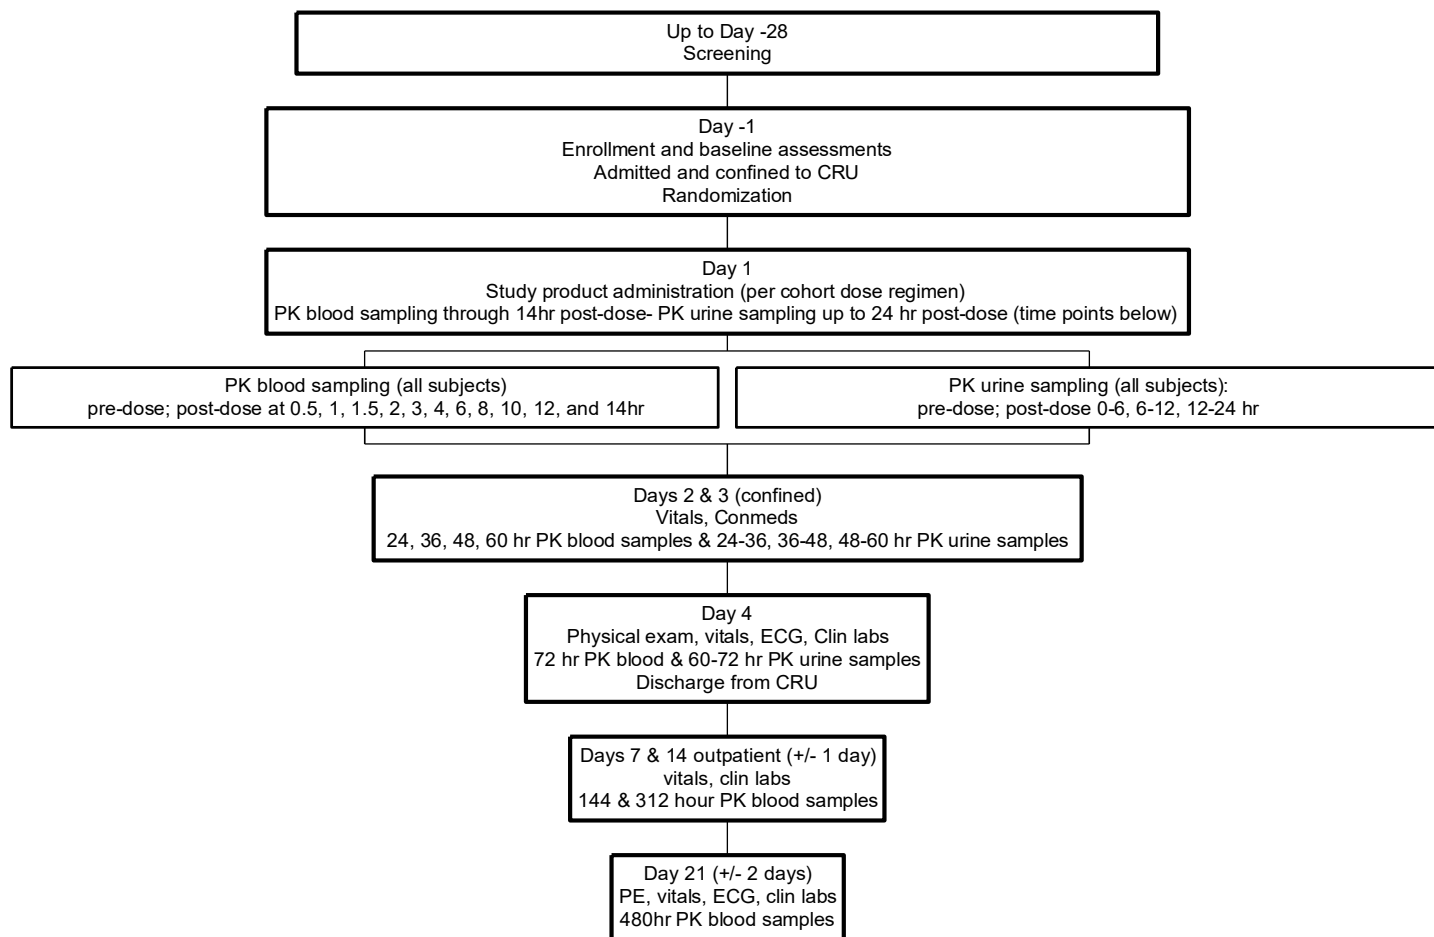 Up to Day -28
Screening
Day -1
Enrollment and baseline assessments
Admitted and confined to CRU
Randomization
Day 1
Study product administration (per cohort dose regimen)
PK blood sampling through 14hr post-dose- PK urine sampling up to 24 hr post-dose (time points below)
PK blood sampling (all subjects)
pre-dose; post-dose at 0.5, 1, 1.5, 2, 3, 4, 6, 8, 10, 12, and 14hr
PK urine sampling (all subjects):
pre-dose; post-dose 0-6, 6-12, 12-24 hr
Days 2 & 3 (confined)
Vitals, Conmeds
24, 36, 48, 60 hr PK blood samples & 24-36, 36-48, 48-60 hr PK urine samples
Day 4
Physical exam, vitals, ECG, Clin labs
72 hr PK blood & 60-72 hr PK urine samples
Discharge from CRU
Days 7 & 14 outpatient (+/- 1 day)
vitals, clin labs
144 & 312 hour PK blood samples
Day 21 (+/- 2 days)
PE, vitals, ECG, clin labs
480hr PK blood samples